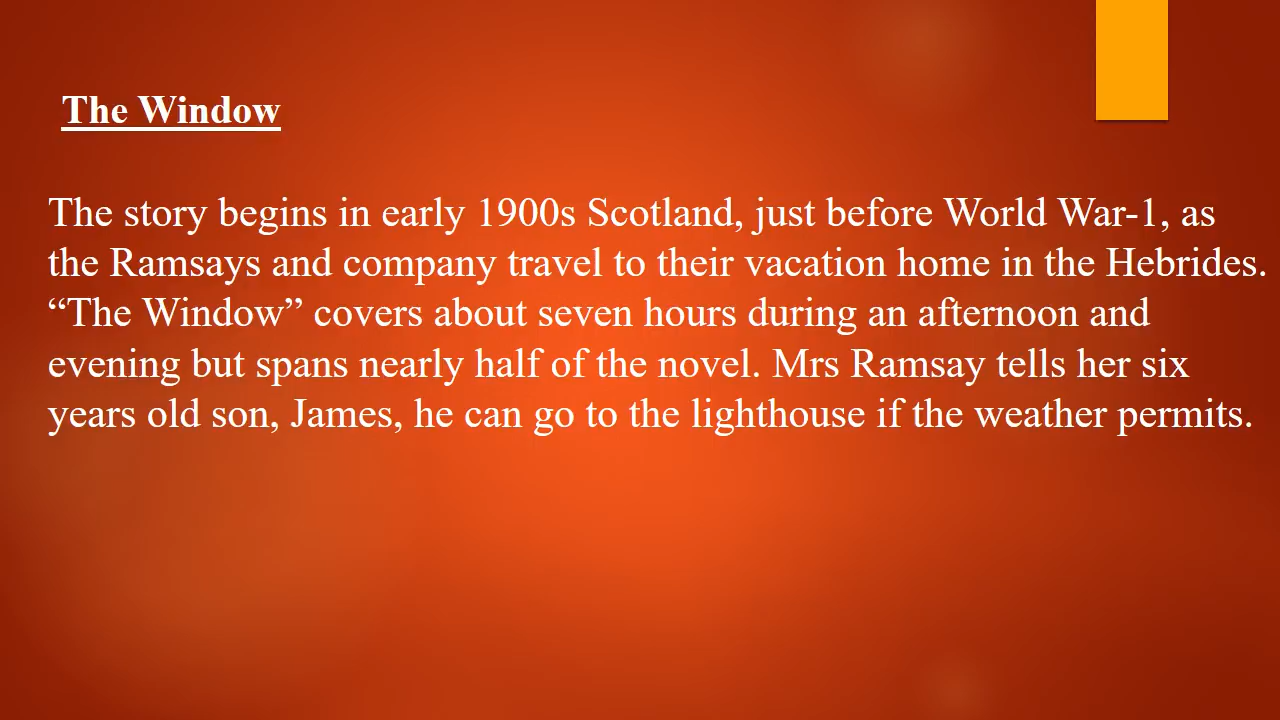 The Window
The story begins in early 1900s Scotland, just before World War-1, as
the Ramsays and company travel to their vacation home in the Hebrides.
“The Window” covers about seven hours during an afternoon and
evening but spans nearly half of the novel. Mrs Ramsay tells her six
years old son, James, he can go to the lighthouse if the weather permits.